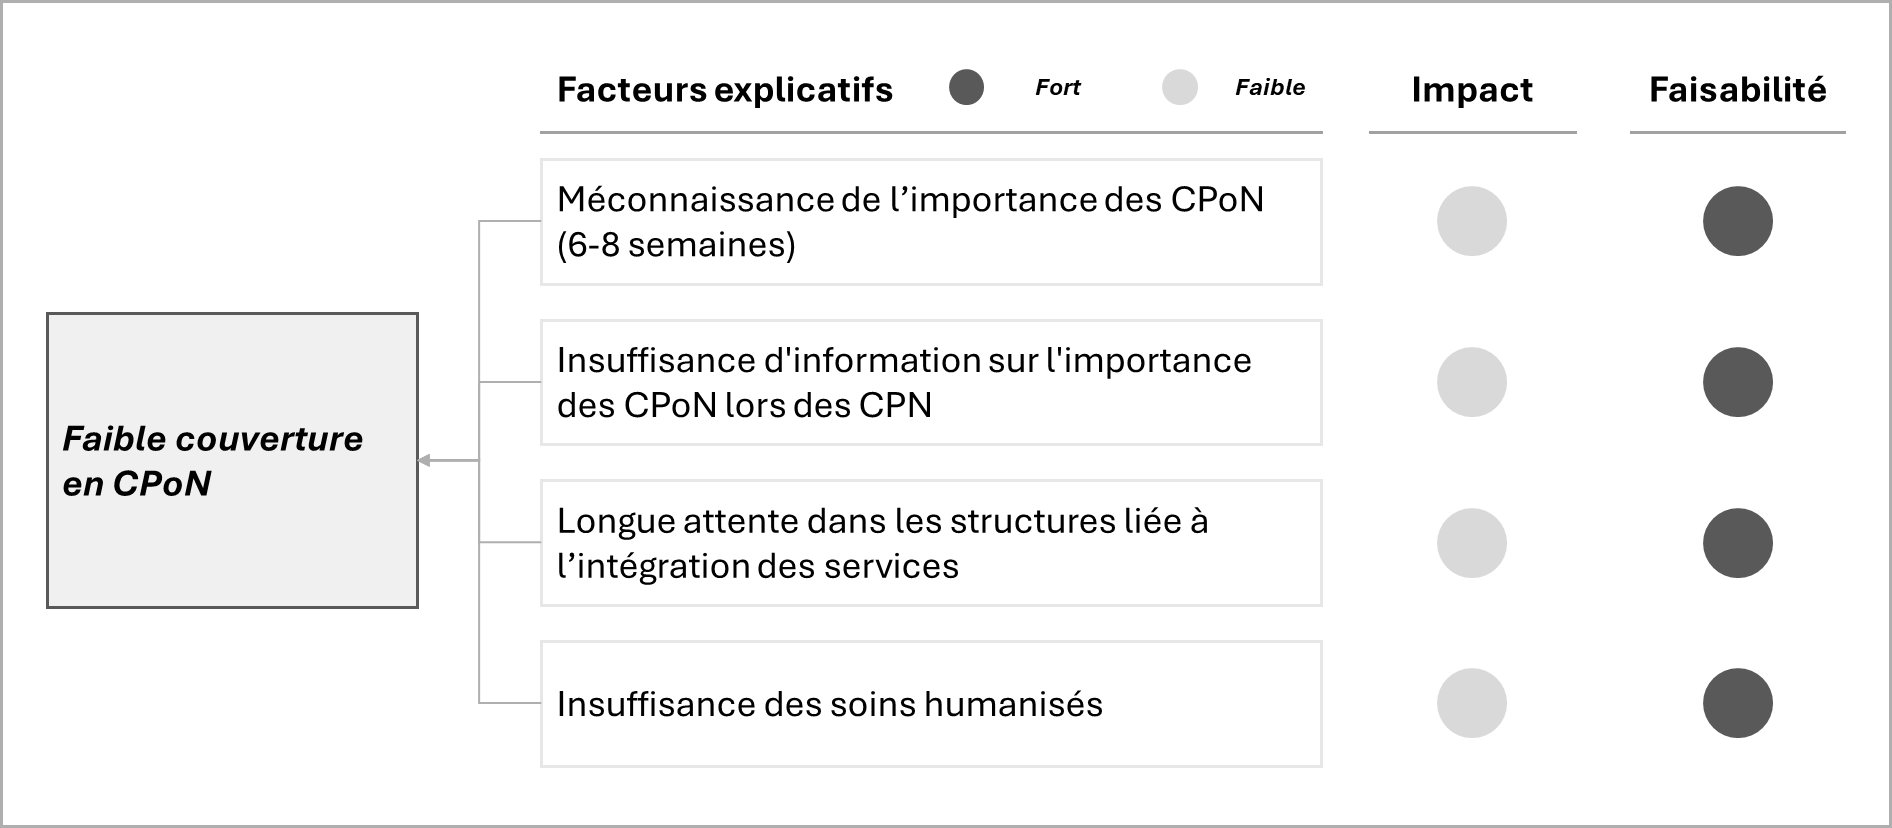 Facteurs explicatifs Fort Faible Impact Faisabilité
Méconnaissance de l’importance des CPoN
(6-8 semaines)
Insuffisance d'information sur l'importance
des CPoN lors des CPN
Faible couverture
en CPoN
Longue attente dans les structures liée à
l’intégration des services
Insuffisance des soins humanisés